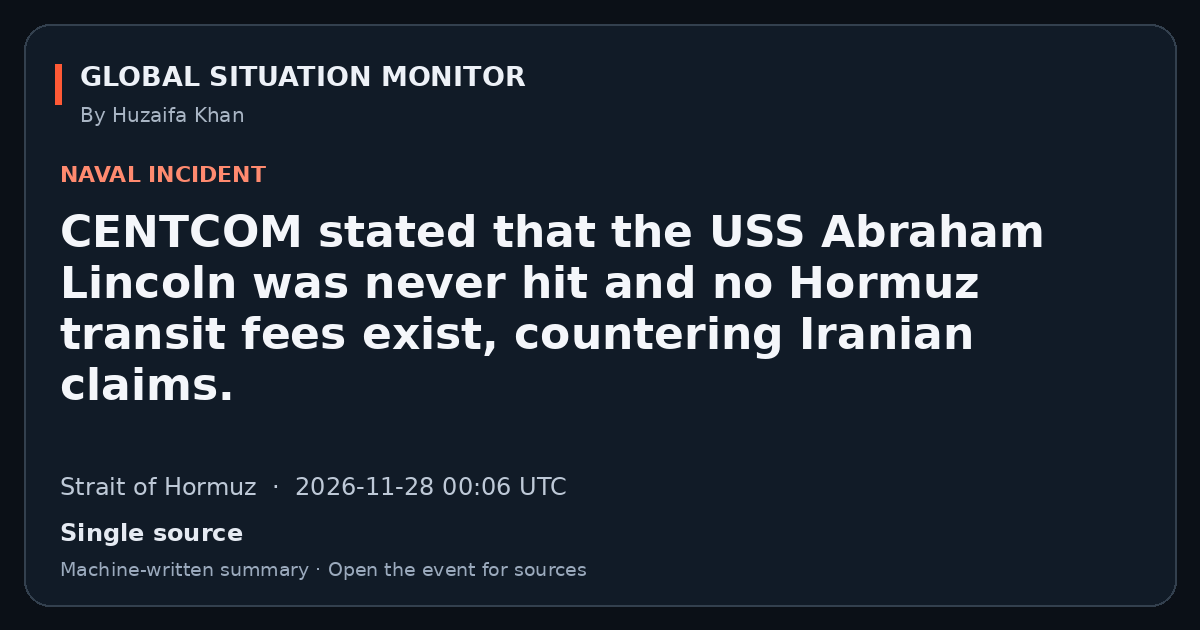 GLOBAL SITUATION MONITOR
By Huzaifa Khan
NAVAL INCIDENT
CENTCOM stated that the USS Abraham
Lincoln was never hit and no Hormuz
transit fees exist, countering Iranian
claims.
Strait of Hormuz · 2026-11-28 00:06 UTC
Single source
Machine-written summary · Open the event for sources